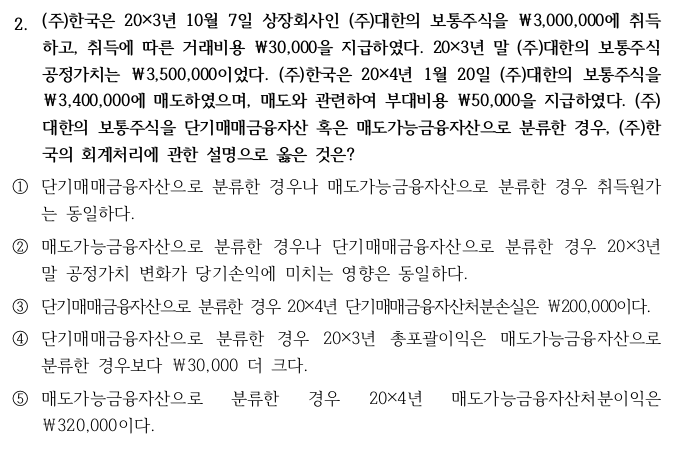 2. (주)한국은 20×3년 10월 7일 상장회사인 (주)대한의 보통주식을 ₩3,000,000에 취득
하고, 취득에 따른 거래비용 ₩30,000을 지급하였다. 20×3년 말 (주)대한의 보통주식
공정가치는 ₩3,500,000이었다. (주)한국은 20×4년 1월 20일 (주)대한의 보통주식을
₩3,400,000에 매도하였으며, 매도와 관련하여 부대비용 ₩50,000을 지급하였다. (주)
대한의 보통주식을 단기매매금융자산 혹은 매도가능금융자산으로 분류한 경우, (주)한
국의 회계처리에 관한 설명으로 옳은 것은?
① 단기매매금융자산으로 분류한 경우나 매도가능금융자산으로 분류한 경우 취득원가
는 동일하다.
② 매도가능금융자산으로 분류한 경우나 단기매매금융자산으로 분류한 경우 20×3년
말 공정가치 변화가 당기손익에 미치는 영향은 동일하다.
③ 단기매매금융자산으로 분류한 경우 20×4년 단기매매금융자산처분손실은 ₩200,000이다.
④ 단기매매금융자산으로 분류한 경우 20×3년 총포괄이익은 매도가능금융자산으로
분류한 경우보다 ₩30,000 더 크다.
⑤ 매도가능금융자산으로 분류한 경우 20×4년 매도가능금융자산처분이익은
₩320,000이다.